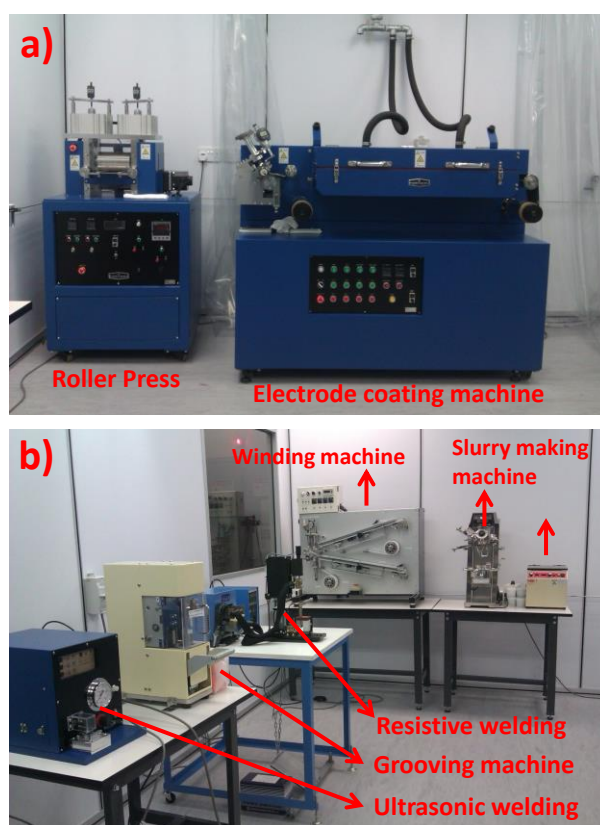 a)
Roller Press
Electrode coating machine
b)
Winding machine
Slurry making
machine
Resistive welding
Grooving machine
Ultrasonic welding